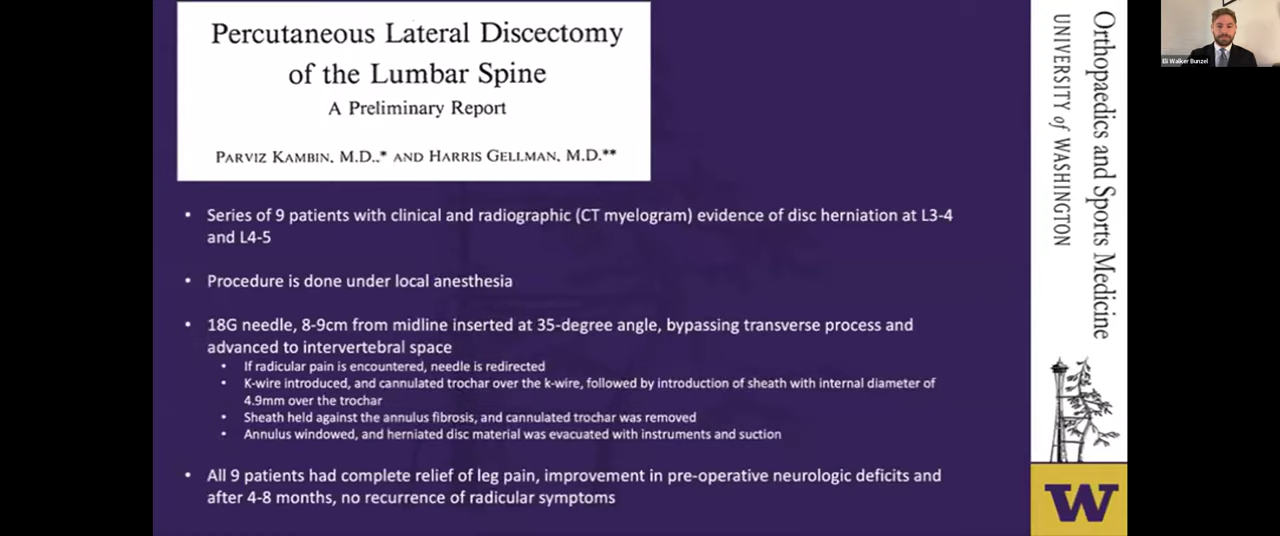 Percutaneous Lateral Discectomy
of the Lumbar Spine
A Preliminary Report
PARVIZ KAMBIN, M.D.,* AND HARRIS GELLMAN, M.D.**
• Series of 9 patients with clinical and radiographic (CT myelogram) evidence of disc herniation at L3-4
and L4-5
• Procedure is done under local anesthesia
• 18G needle, 8-9cm from midline inserted at 35-degree angle, bypassing transverse process and
advanced to intervertebral space
• If radicular pain is encountered, needle is redirected
• K-wire introduced, and cannulated trochar over the k-wire, followed by introduction of sheath with internal diameter of
4.9mm over the trochar
• Sheath held against the annulus fibrosis, and cannulated trochar was removed
• Annulus windowed, and herniated disc material was evacuated with instruments and suction
• All 9 patients had complete relief of leg pain, improvement in pre-operative neurologic deficits and
after 4-8 months, no recurrence of radicular symptoms
Orthopaedics and Sports Medicine
UNIVERSITY of WASHINGTON
W
Eli Walker Bunzel